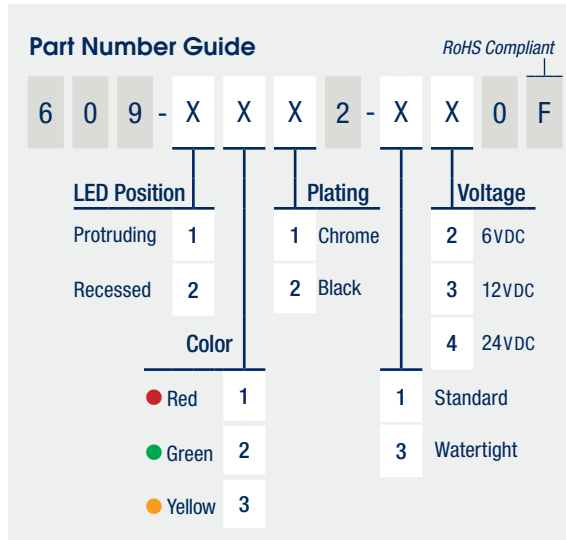 Part Number Guide
RoHS Compliant
6 0 9 - X X X 2 - X X 0 F
LED Position Plating Voltage
Protruding 1 1 Chrome 2 6VDC
Recessed 2 2 Black 3 12VDC
Color 4 24VDC
Red 1 1 Standard
Green 2 3 Watertight
Yellow 3